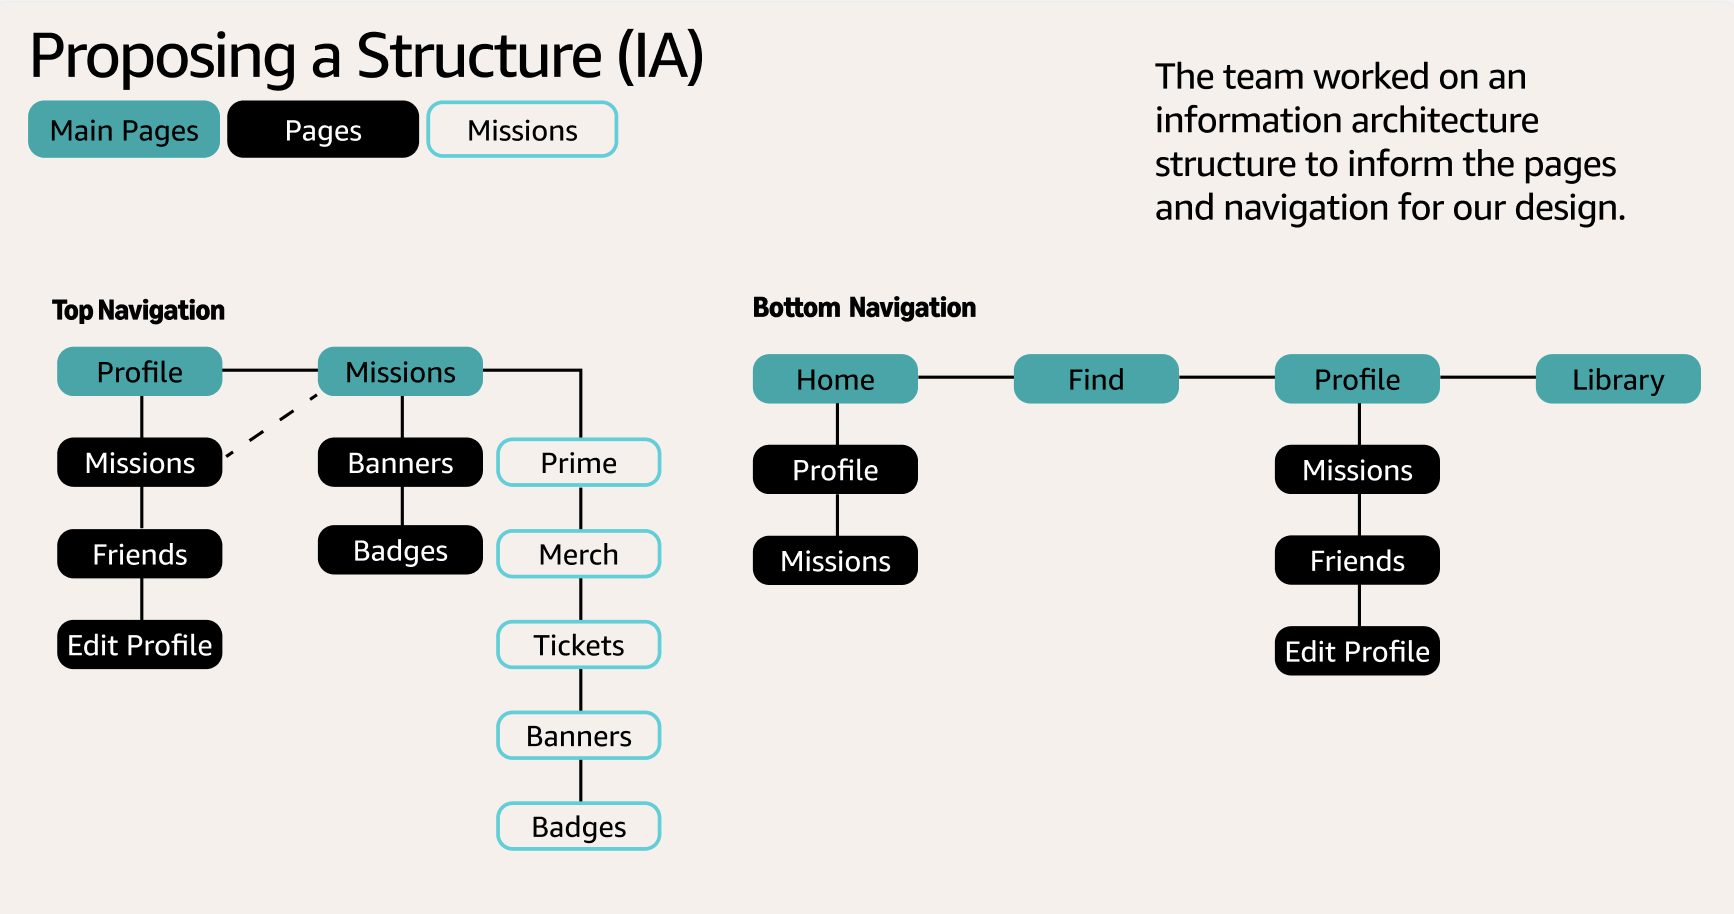 Proposing a Structure (IA)
Main Pages
Pages
Missions
The team worked on an
information architecture
structure to inform the pages
and navigation for our design.
Top Navigation
Profile
Missions
Missions
Friends
Edit Profile
Banners
Badges
Prime
Merch
Tickets
Banners
Badges
Bottom Navigation
Home
Find
Profile
Library
Profile
Missions
Missions
Friends
Edit Profile